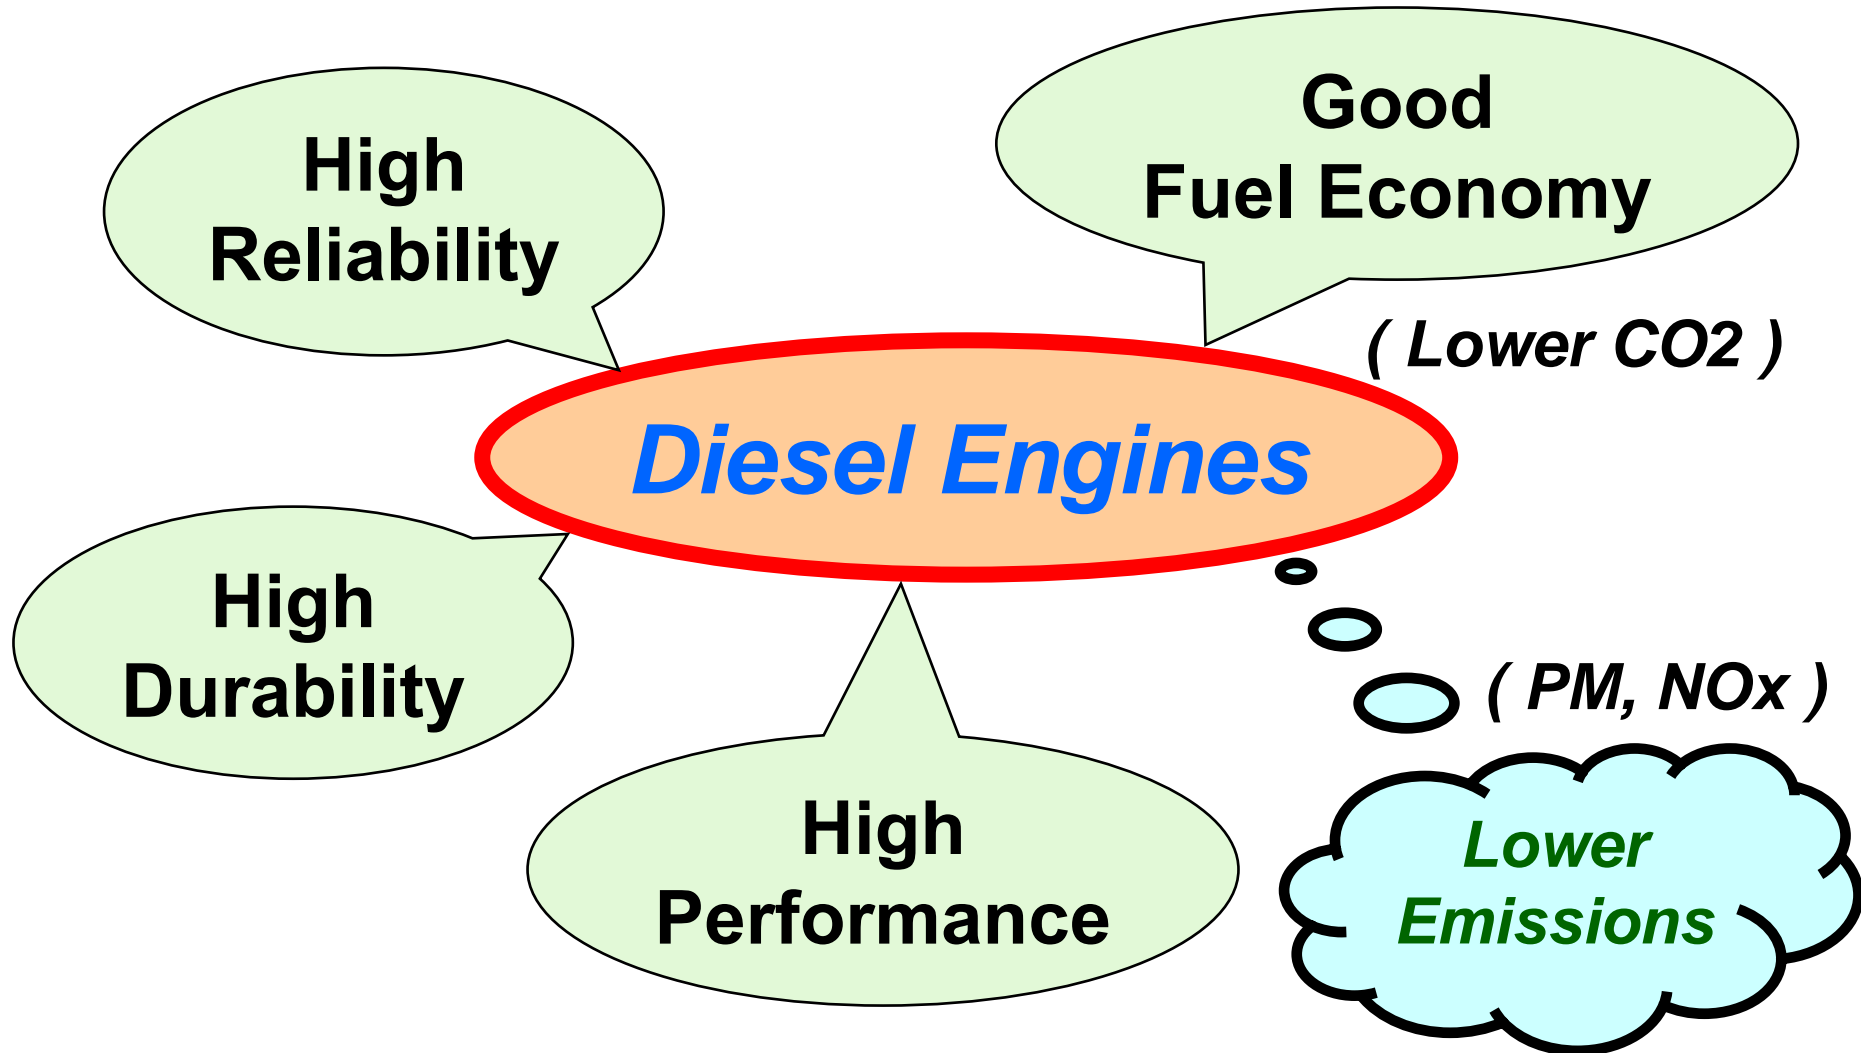 High
Reliability
Good
Fuel Economy
( Lower CO2 )
Diesel Engines
High
Durability
High
Performance
( PM, NOx )
Lower
Emissions